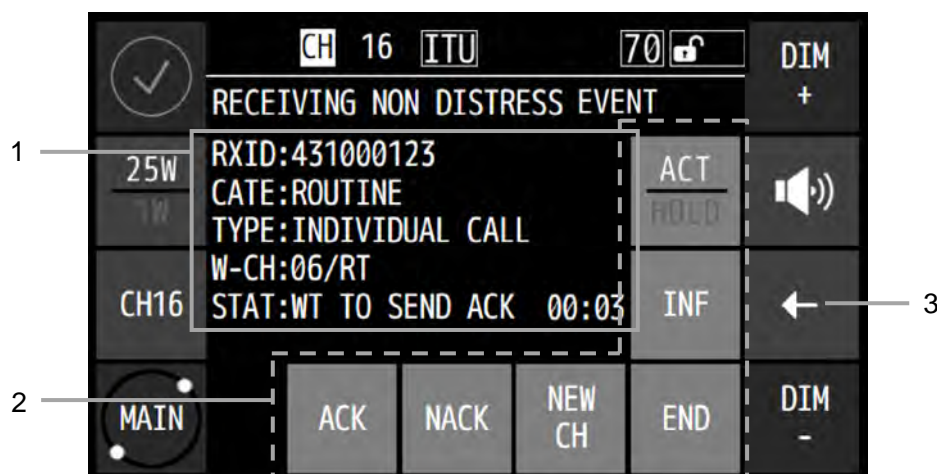 CH 16 ITU 70
DIM
+
RECEIVING NON DISTRESS EVENT
1
25W
1W
RXID:431000123
CATE:ROUTINE
TYPE:INDIVIDUAL CALL
W-CH:06/RT
STAT:WT TO SEND ACK 00:03
ACT
HOLD
CH16
INF
3
2
MAIN
ACK
NACK
NEW
CH
END
DIM
-